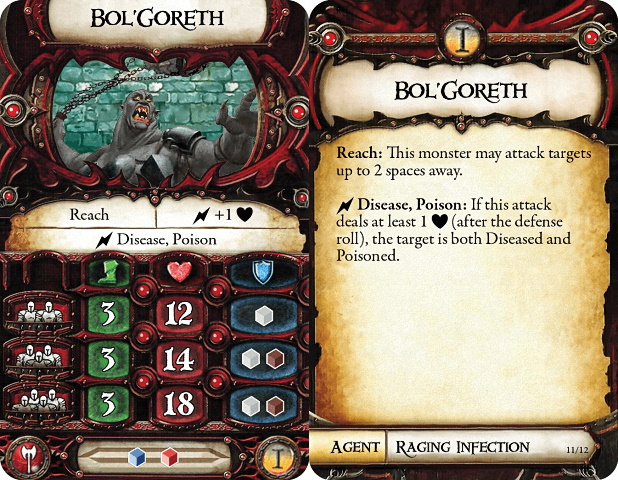 BOL'GORETH
Reach
+1
Disease, Poison
3
12
3
14
3
18
I
I
BOL'GORETH
Reach: This monster may attack targets
up to 2 spaces away.
Disease, Poison: If this attack
deals at least 1 (after the defense
roll), the target is both Diseased and
Poisoned.
AGENT RAGING INFECTION 11/12